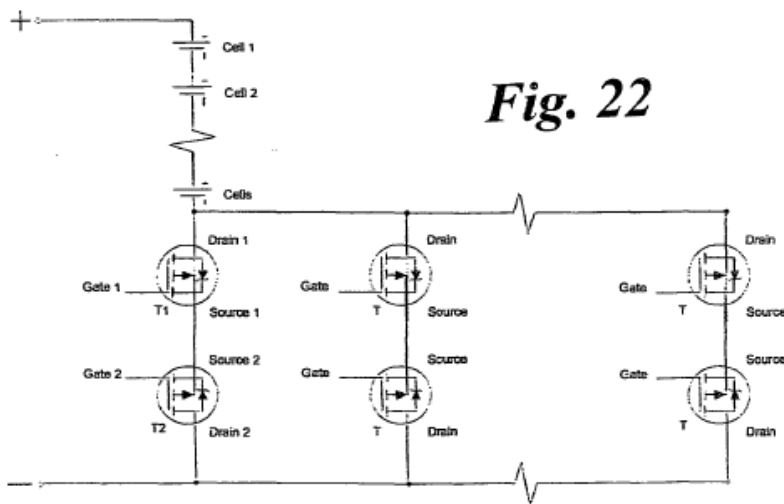 +
Cell 1
Cell 2
Fig. 22
Cells
Drain 1
Drain
Drain
Gate 1
Gate
Gate
T1
Source 1
T
Source
T
Source
Source 2
Source
Source
Gate 2
Gate
Gate
T2
Drain 2
T
Drain
T
Drain